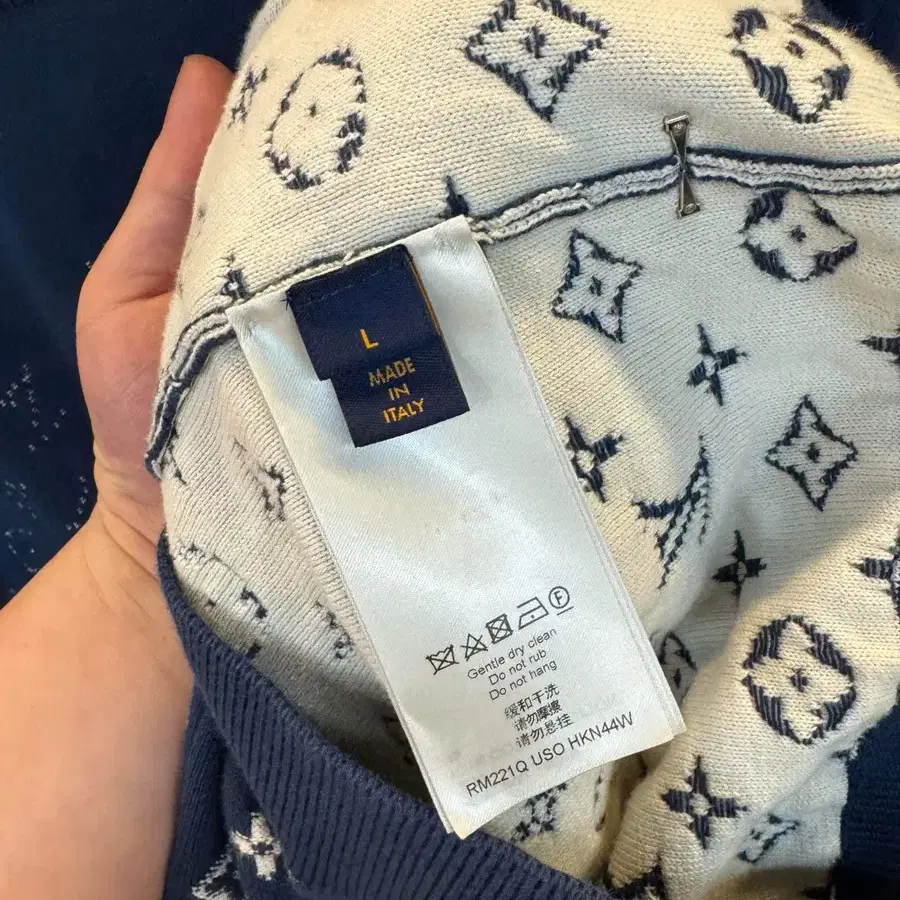 L
MADE
IN
ITALY
F
Gentle dry clean
Do not rub
Do not hang
缓和干洗
请勿摩擦
请勿悬挂
RM221Q USO HKN44W